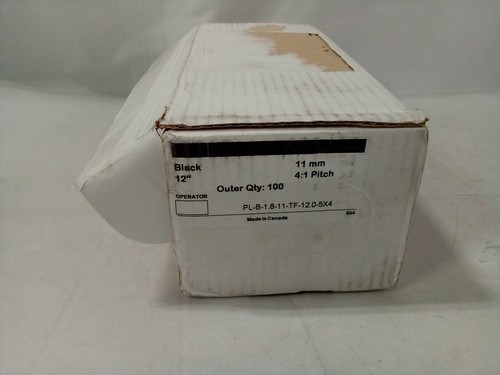 Black 11 mm
12" 4:1 Pitch
Outer Qty: 100
OPERATOR
PL-B-1.8-11-TF-12.0-5X4
Made in Canada 5X4